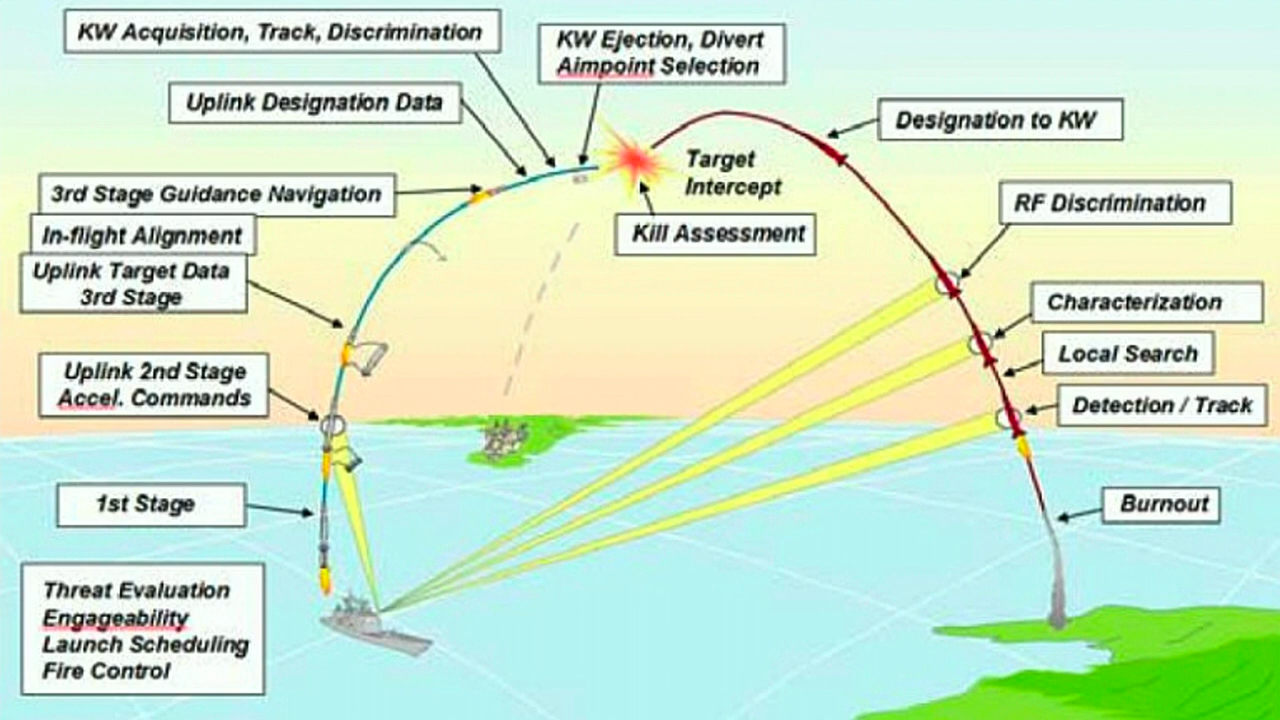 KW Acquisition, Track, Discrimination
KW Ejection, Divert
Aimpoint Selection
Uplink Designation Data
Designation to KW
Target
Intercept
3rd Stage Guidance Navigation
RF Discrimination
In-flight Alignment
Kill Assessment
Uplink Target Data
3rd Stage
Characterization
Local Search
Uplink 2nd Stage
Accel. Commands
Detection / Track
1st Stage
Burnout
Threat Evaluation
Engageability
Launch Scheduling
Fire Control